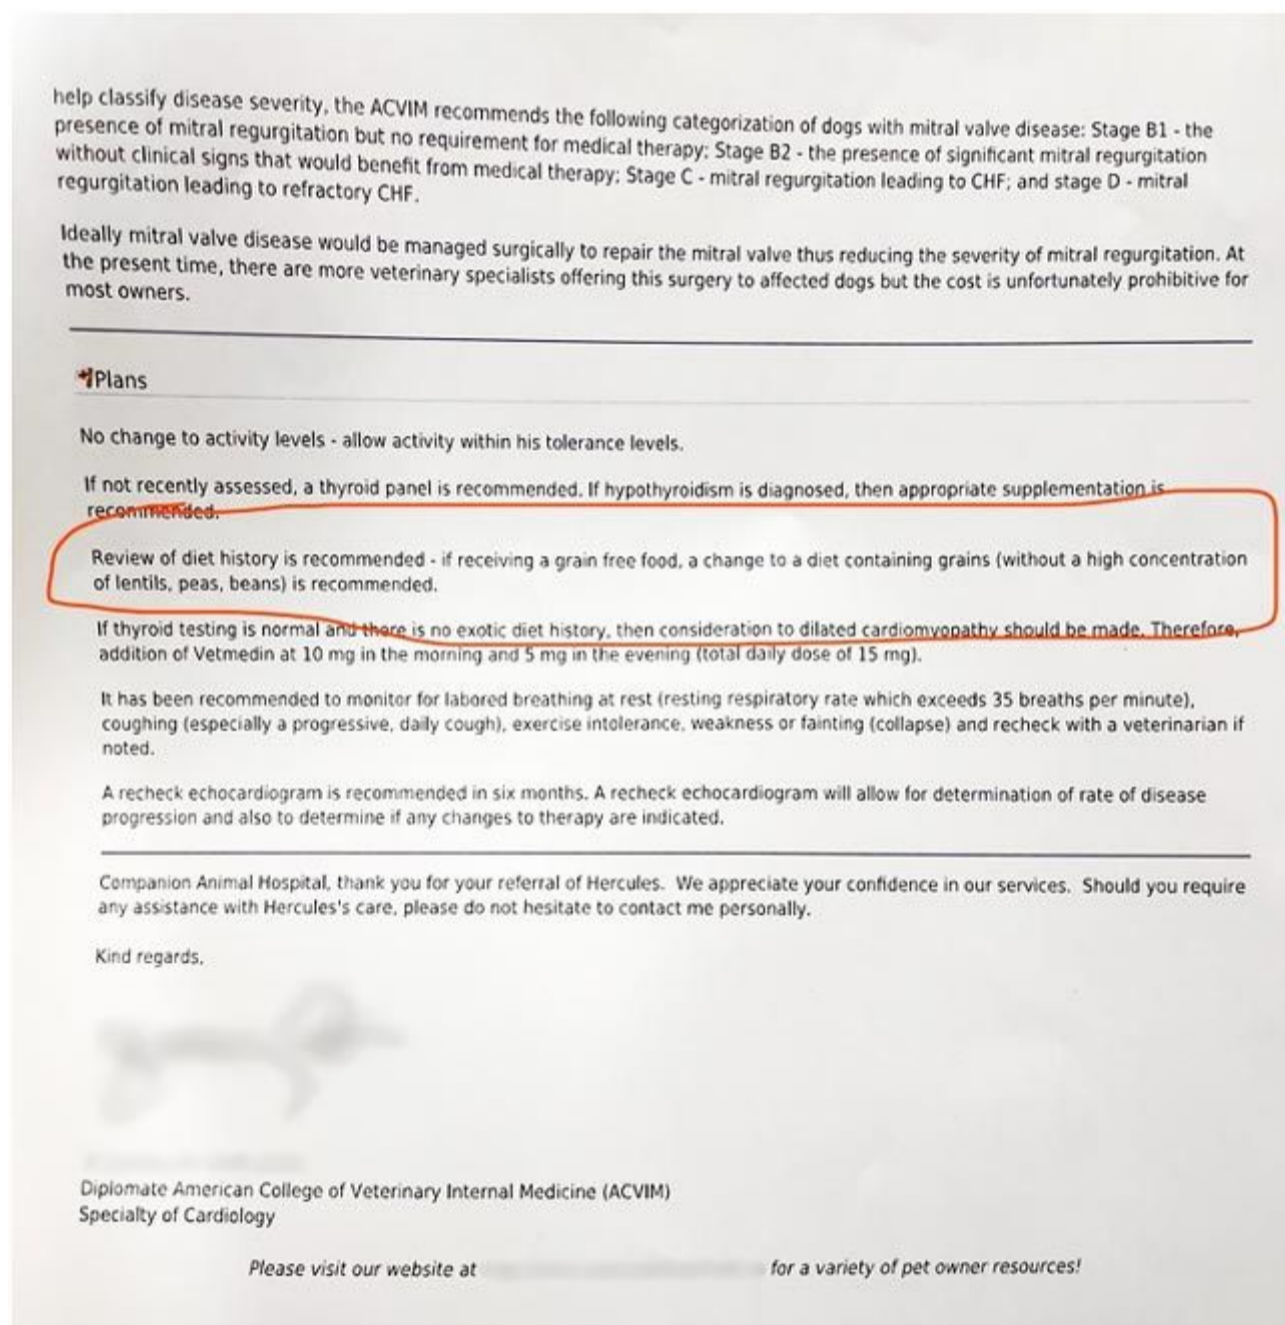 help classify disease severity, the ACVIM recommends the following categorization of dogs with mitral valve disease: Stage B1 - the
presence of mitral regurgitation but no requirement for medical therapy; Stage B2 - the presence of significant mitral regurgitation
without clinical signs that would benefit from medical therapy; Stage C - mitral regurgitation leading to CHF; and stage D - mitral
regurgitation leading to refractory CHF.
Ideally mitral valve disease would be managed surgically to repair the mitral valve thus reducing the severity of mitral regurgitation. At
the present time, there are more veterinary specialists offering this surgery to affected dogs but the cost is unfortunately prohibitive for
most owners.
Plans
No change to activity levels - allow activity within his tolerance levels.
If not recently assessed, a thyroid panel is recommended. If hypothyroidism is diagnosed, then appropriate supplementation is
recommended.
Review of diet history is recommended - if receiving a grain free food, a change to a diet containing grains (without a high concentration
of lentils, peas, beans) is recommended.
If thyroid testing is normal and there is no exotic diet history, then consideration to dilated cardiomyopathy should be made. Therefore,
addition of Vetmedin at 10 mg in the morning and 5 mg in the evening (total daily dose of 15 mg).
It has been recommended to monitor for labored breathing at rest (resting respiratory rate which exceeds 35 breaths per minute),
coughing (especially a progressive, daily cough), exercise intolerance, weakness or fainting (collapse) and recheck with a veterinarian if
noted.
A recheck echocardiogram is recommended in six months. A recheck echocardiogram will allow for determination of rate of disease
progression and also to determine if any changes to therapy are indicated.
Companion Animal Hospital, thank you for your referral of Hercules. We appreciate your confidence in our services. Should you require
any assistance with Hercules's care, please do not hesitate to contact me personally.
Kind regards,
Diplomate American College of Veterinary Internal Medicine (ACVIM)
Specialty of Cardiology
Please visit our website at for a variety of pet owner resources!